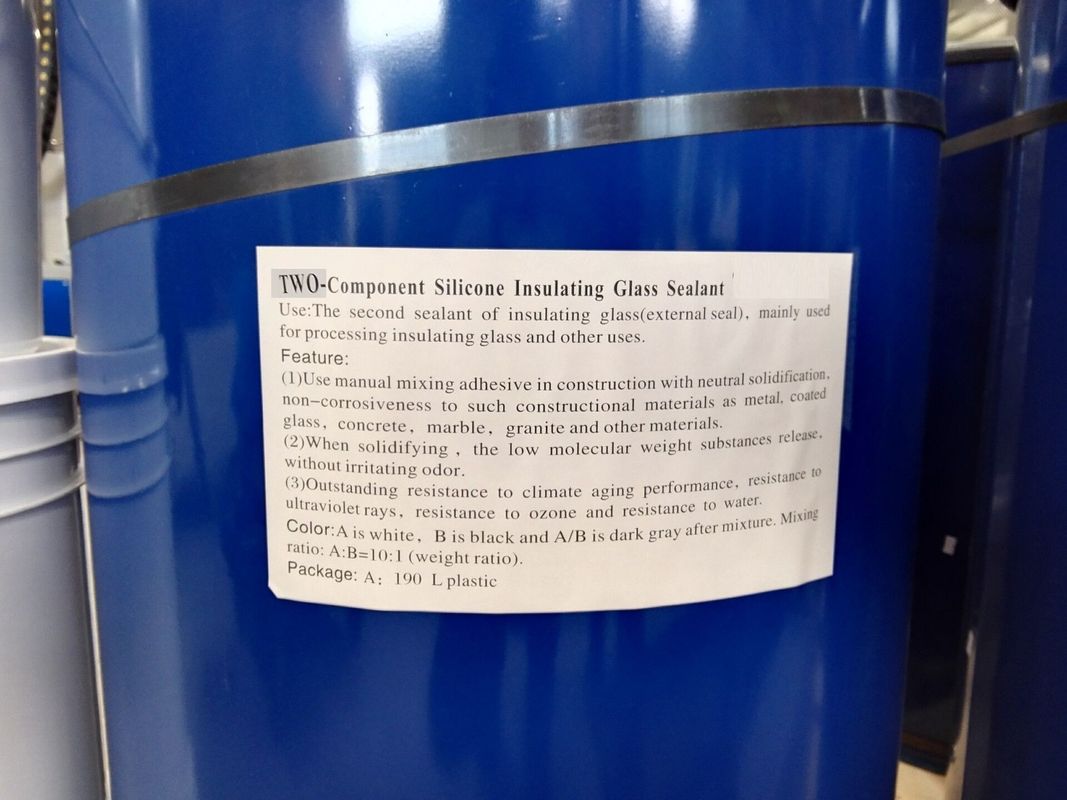 TWO-Component Silicone Insulating Glass Sealant
Use:The second sealant of insulating glass(external seal), mainly used
for processing insulating glass and other uses.
Feature:
(1)Use manual mixing adhesive in construction with neutral solidification,
non-corrosiveness to such constructional materials as metal, coated
glass, concrete, marble, granite and other materials.
(2)When solidifying , the low molecular weight substances release,
without irritating odor.
(3)Outstanding resistance to climate aging performance, resistance to
ultraviolet rays, resistance to ozone and resistance to water.
Color:A is white, B is black and A/B is dark gray after mixture. Mixing
ratio: A:B=10:1 (weight ratio).
Package: A: 190 L plastic